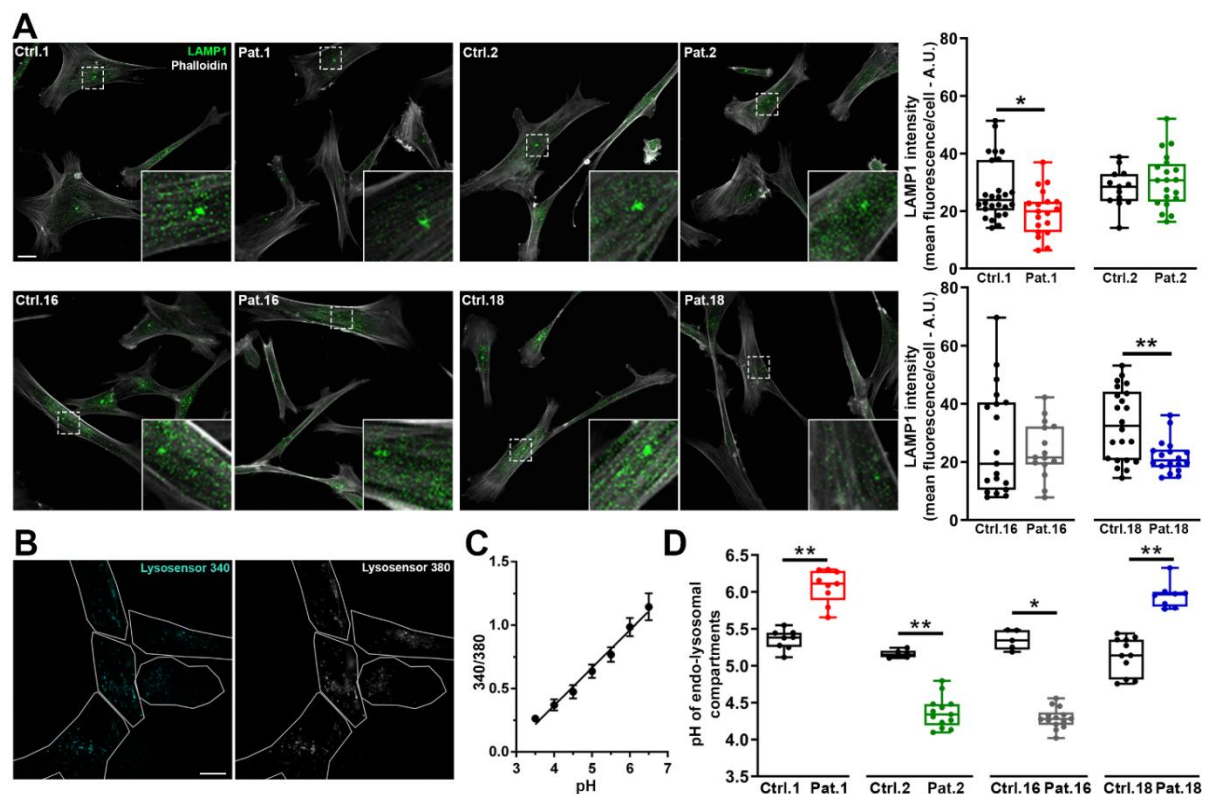 A
Ctrl.1
LAMP1
Phalloidin
Pat.1
Ctrl.2
Pat.2
LAMP1 intensity
(mean fluorescence/cell - A.U.)
80
60
40
20
0
*
Ctrl.1 Pat.1 Ctrl.2 Pat.2
Ctrl.16
Pat.16
Ctrl.18
Pat.18
LAMP1 intensity
(mean fluorescence/cell - A.U.)
80
60
40
20
0
**
Ctrl.16 Pat.16 Ctrl.18 Pat.18
B
Lysosensor 340
Lysosensor 380
C
340/380
1.5
1.0
0.5
0.0
3 4 5 6 7
pH
D
pH of endo-lysosomal
compartments
6.5
6.0
5.5
5.0
4.5
4.0
3.5
** ** * **
Ctrl.1 Pat.1 Ctrl.2 Pat.2 Ctrl.16 Pat.16 Ctrl.18 Pat.18